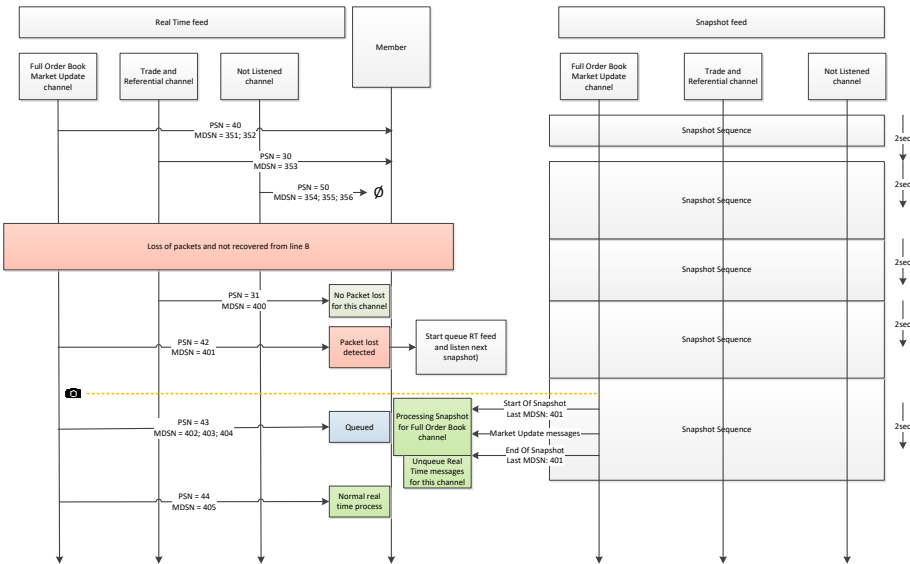 Real Time feed
Member
Snapshot feed
Full Order Book
Market Update
channel
Trade and
Referential channel
Not Listened
channel
Full Order Book
Market Update
channel
Trade and
Referential channel
Not Listened
channel
PSN = 40
MDSN = 351; 352
PSN = 30
MDSN = 353
PSN = 50
MDSN = 354; 355; 356
Ø
Snapshot Sequence
2sec
Snapshot Sequence
2sec
Loss of packets and not recovered from line B
Snapshot Sequence
2sec
PSN = 31
MDSN = 400
No Packet lost
for this channel
PSN = 42
MDSN = 401
Packet lost
detected
Start queue RT feed
and listen next
snapshot)
Snapshot Sequence
2sec
PSN = 43
MDSN = 402; 403; 404
Queued
Processing Snapshot
for Full Order Book
channel
Start Of Snapshot
Last MDSN: 401
Market Update messages
End Of Snapshot
Last MDSN: 401
Snapshot Sequence
2sec
Unqueue Real
Time messages
for this channel
PSN = 44
MDSN = 405
Normal real
time process